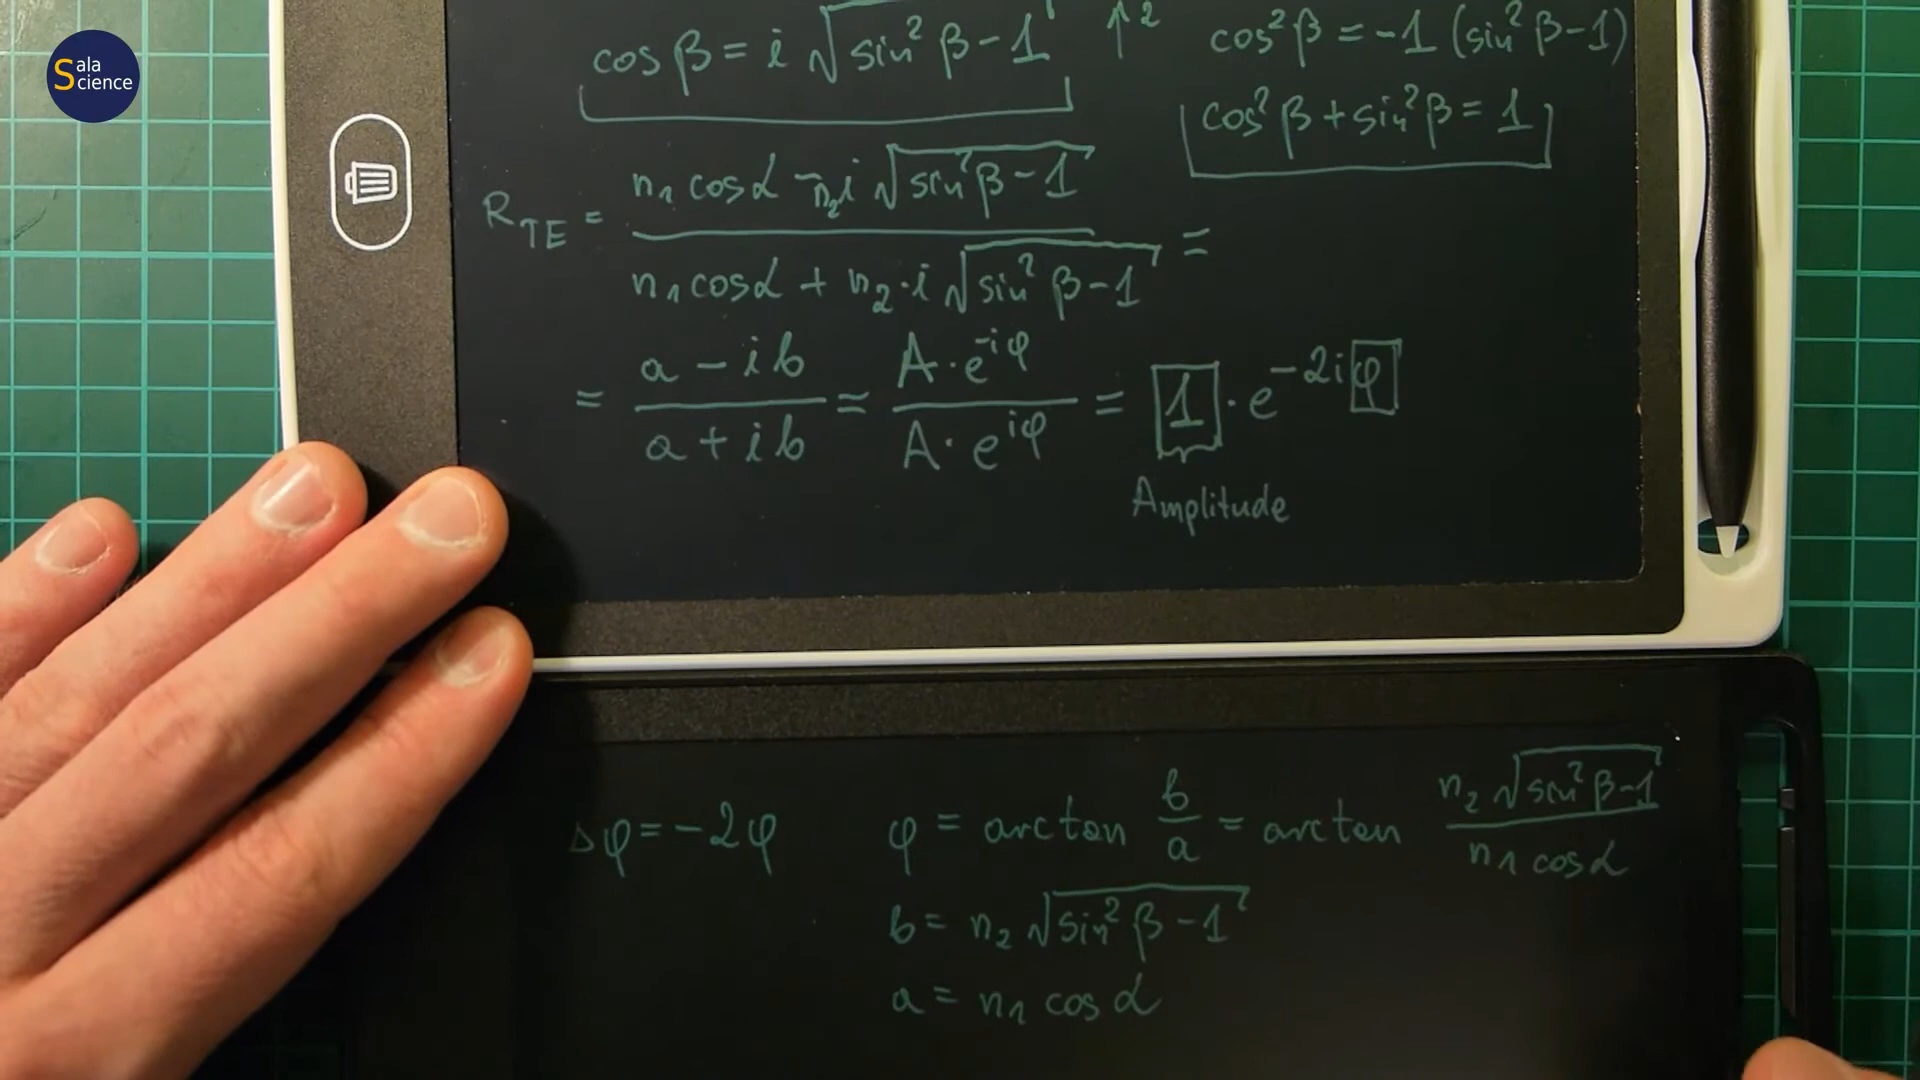 Sala
Science
cos β = i √(sin² β − 1) ↑² cos² β = −1 (sin² β − 1)
cos² β + sin² β = 1
R_TE = (n₁ cos α − n₂ i √(sin² β − 1)) / (n₁ cos α + n₂ · i √(sin² β − 1)) =
= (a − i b) / (a + i b) = (A · e^(−iφ)) / (A · e^(iφ)) = 1 · e^(−2iφ)
Amplitude
Δφ = −2φ φ = arctan b/a = arctan (n₂ √(sin² β − 1)) / (n₁ cos α)
b = n₂ √(sin² β − 1)
a = n₁ cos α